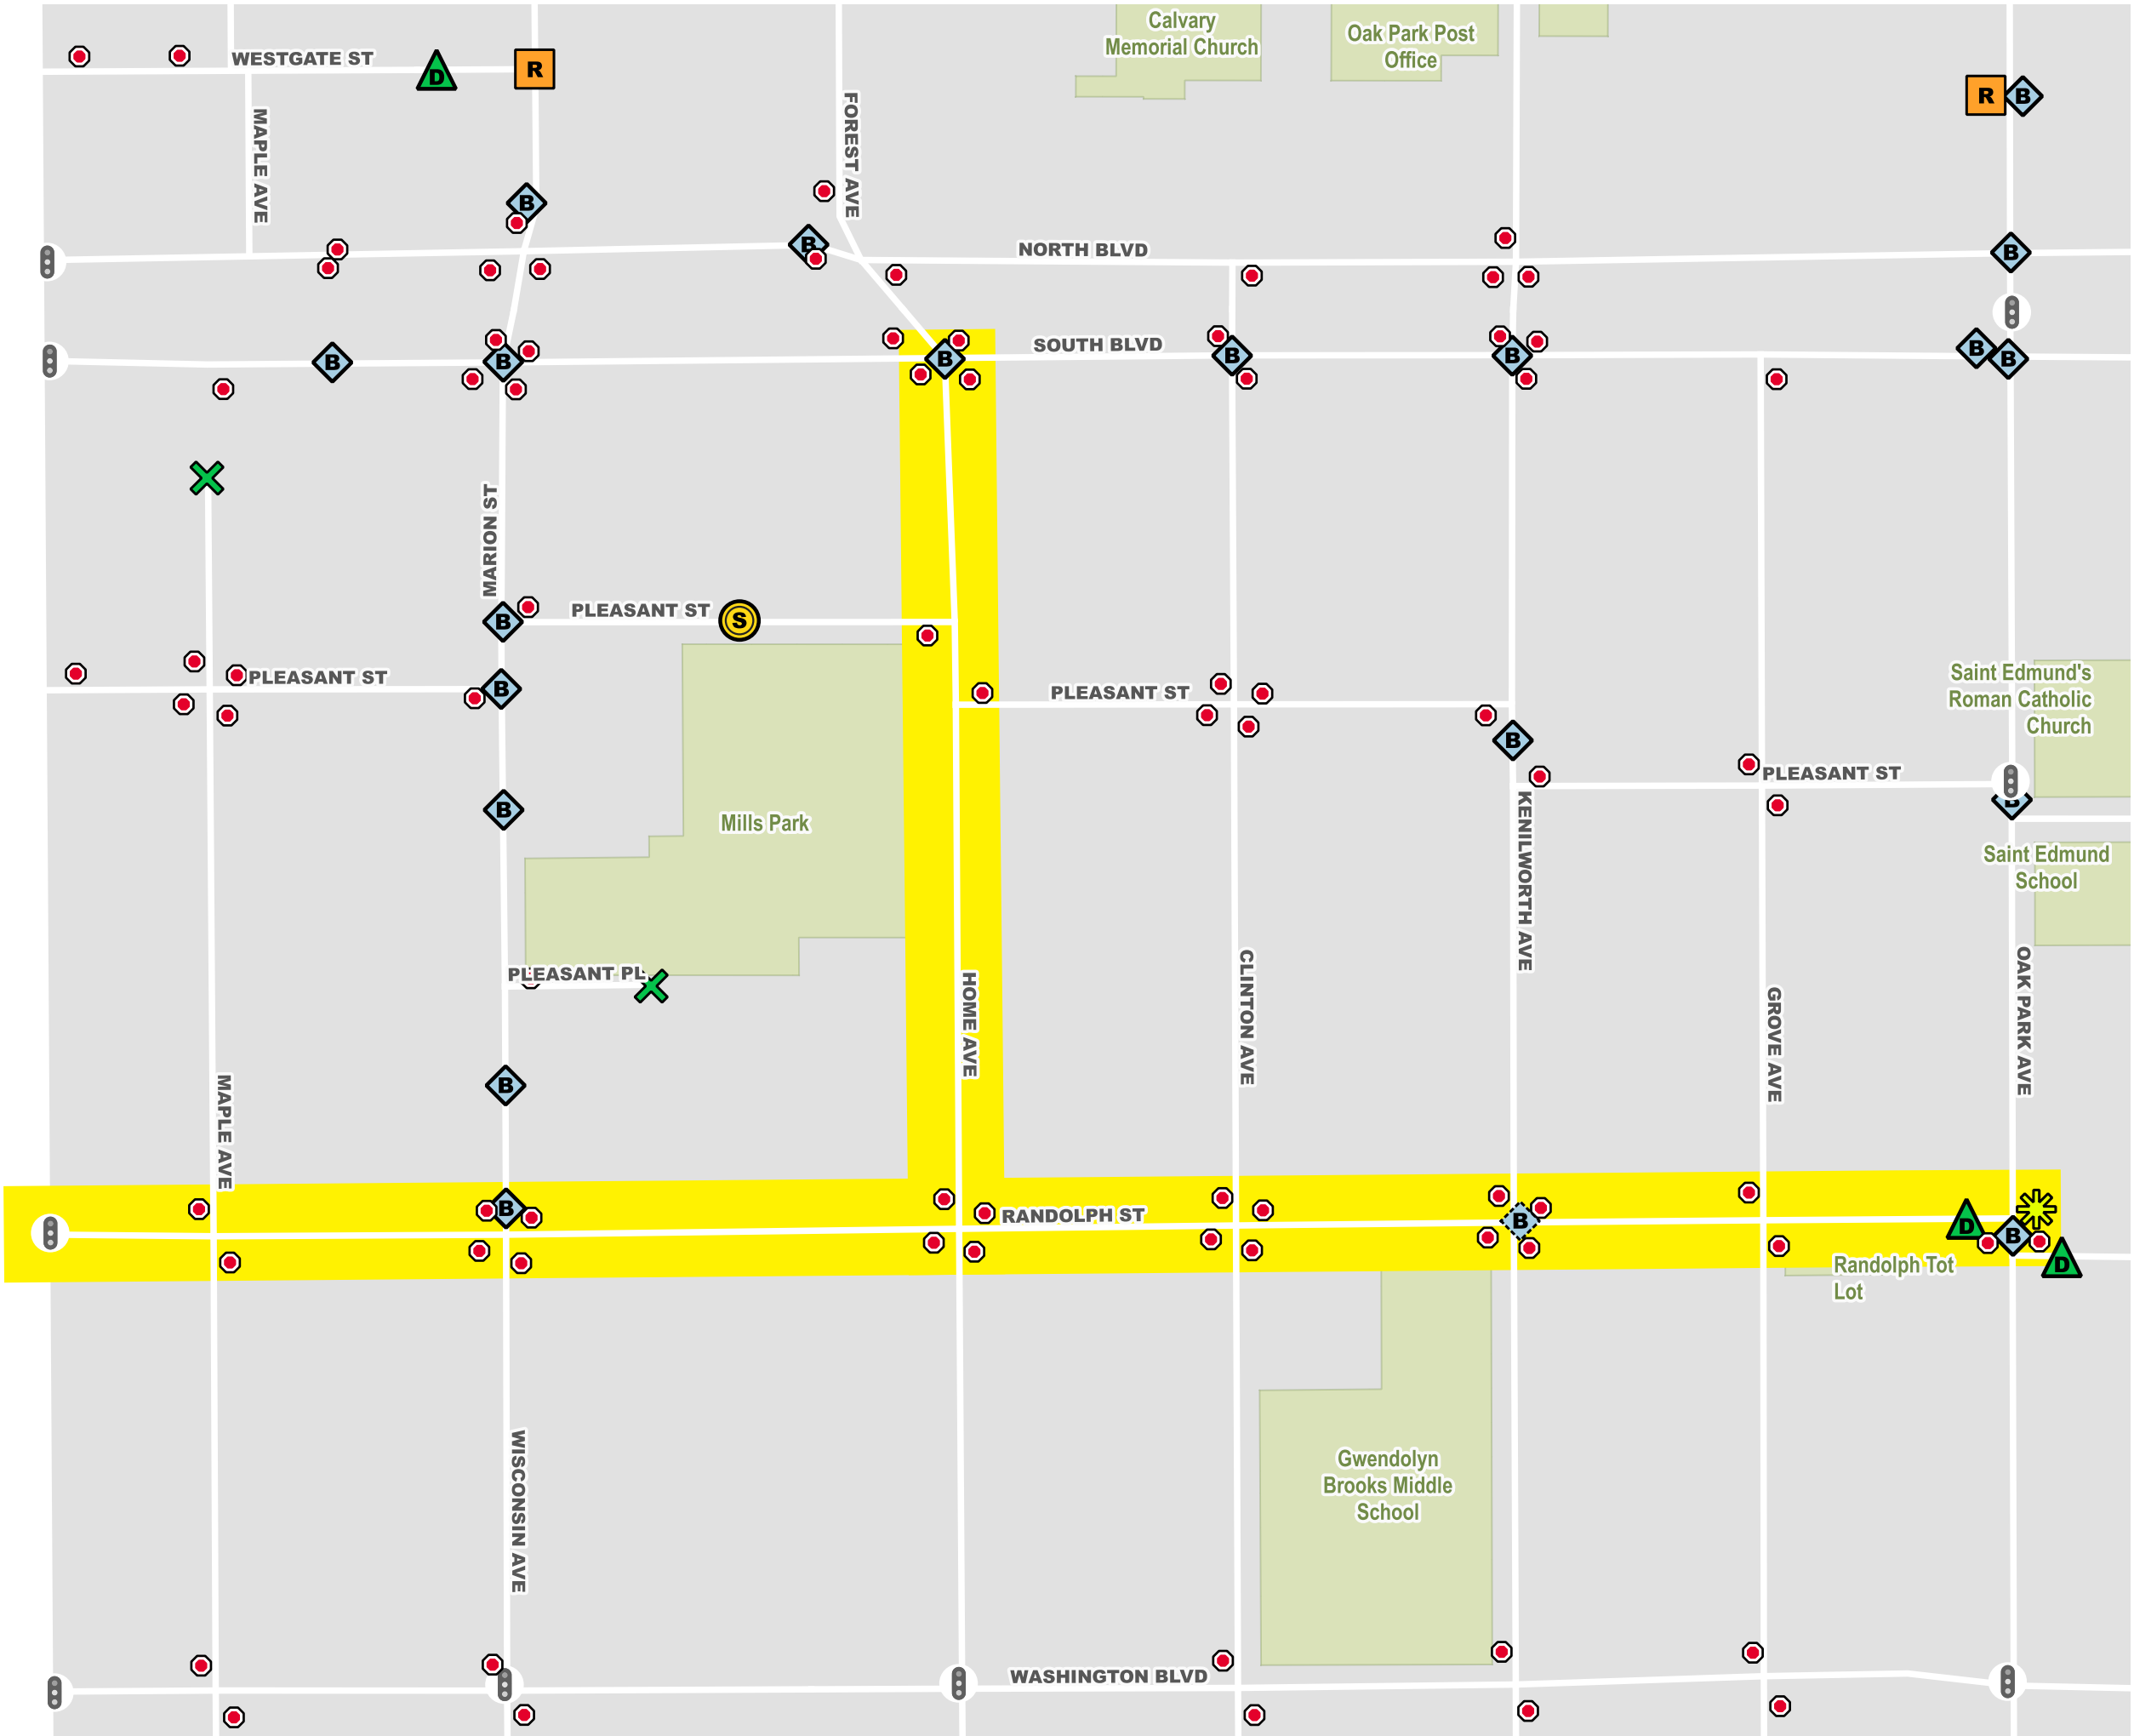 Calvary
Memorial Church
Oak Park Post
Office
WESTGATE ST
D
R
R
B
MAPLE AVE
FOREST AVE
B
B
NORTH BLVD
B
SOUTH BLVD
B
B
B
B
B
B
B
MARION ST
PLEASANT ST
S
B
PLEASANT ST
B
PLEASANT ST
Saint Edmund's
Roman Catholic
Church
B
PLEASANT ST
B
B
Mills Park
KENILWORTH AVE
Saint Edmund
School
PLEASANT PL
HOME AVE
CLINTON AVE
GROVE AVE
OAK PARK AVE
B
MAPLE AVE
B
RANDOLPH ST
B
D
B
D
Randolph Tot
Lot
WISCONSIN AVE
Gwendolyn
Brooks Middle
School
WASHINGTON BLVD